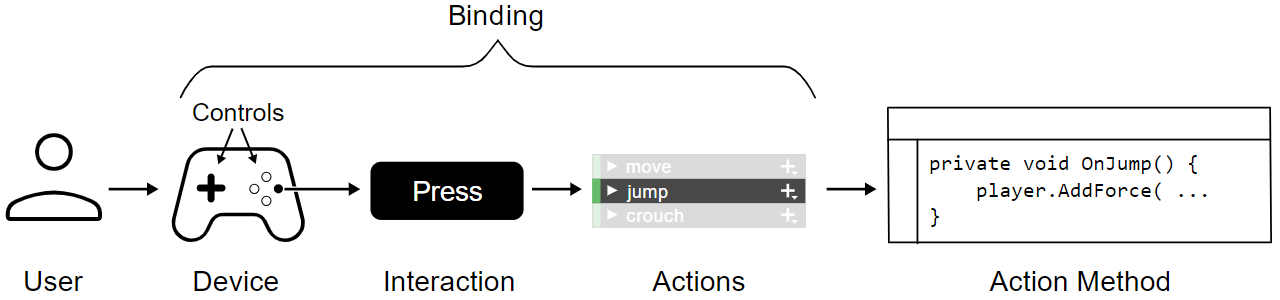 Binding
Controls
Press
move
jump
crouch
private void OnJump() {
player.AddForce( ...
}
User
Device
Interaction
Actions
Action Method